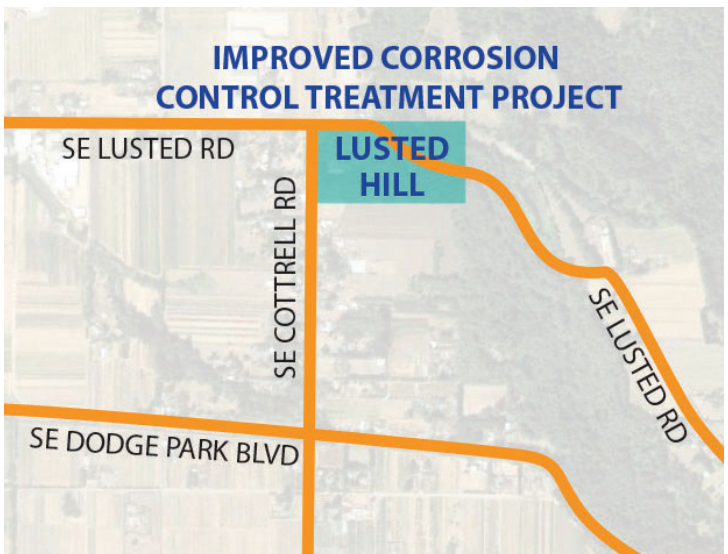 IMPROVED CORROSION
CONTROL TREATMENT PROJECT
SE LUSTED RD
LUSTED
HILL
SE COTTRELL RD
SE LUSTED RD
SE DODGE PARK BLVD